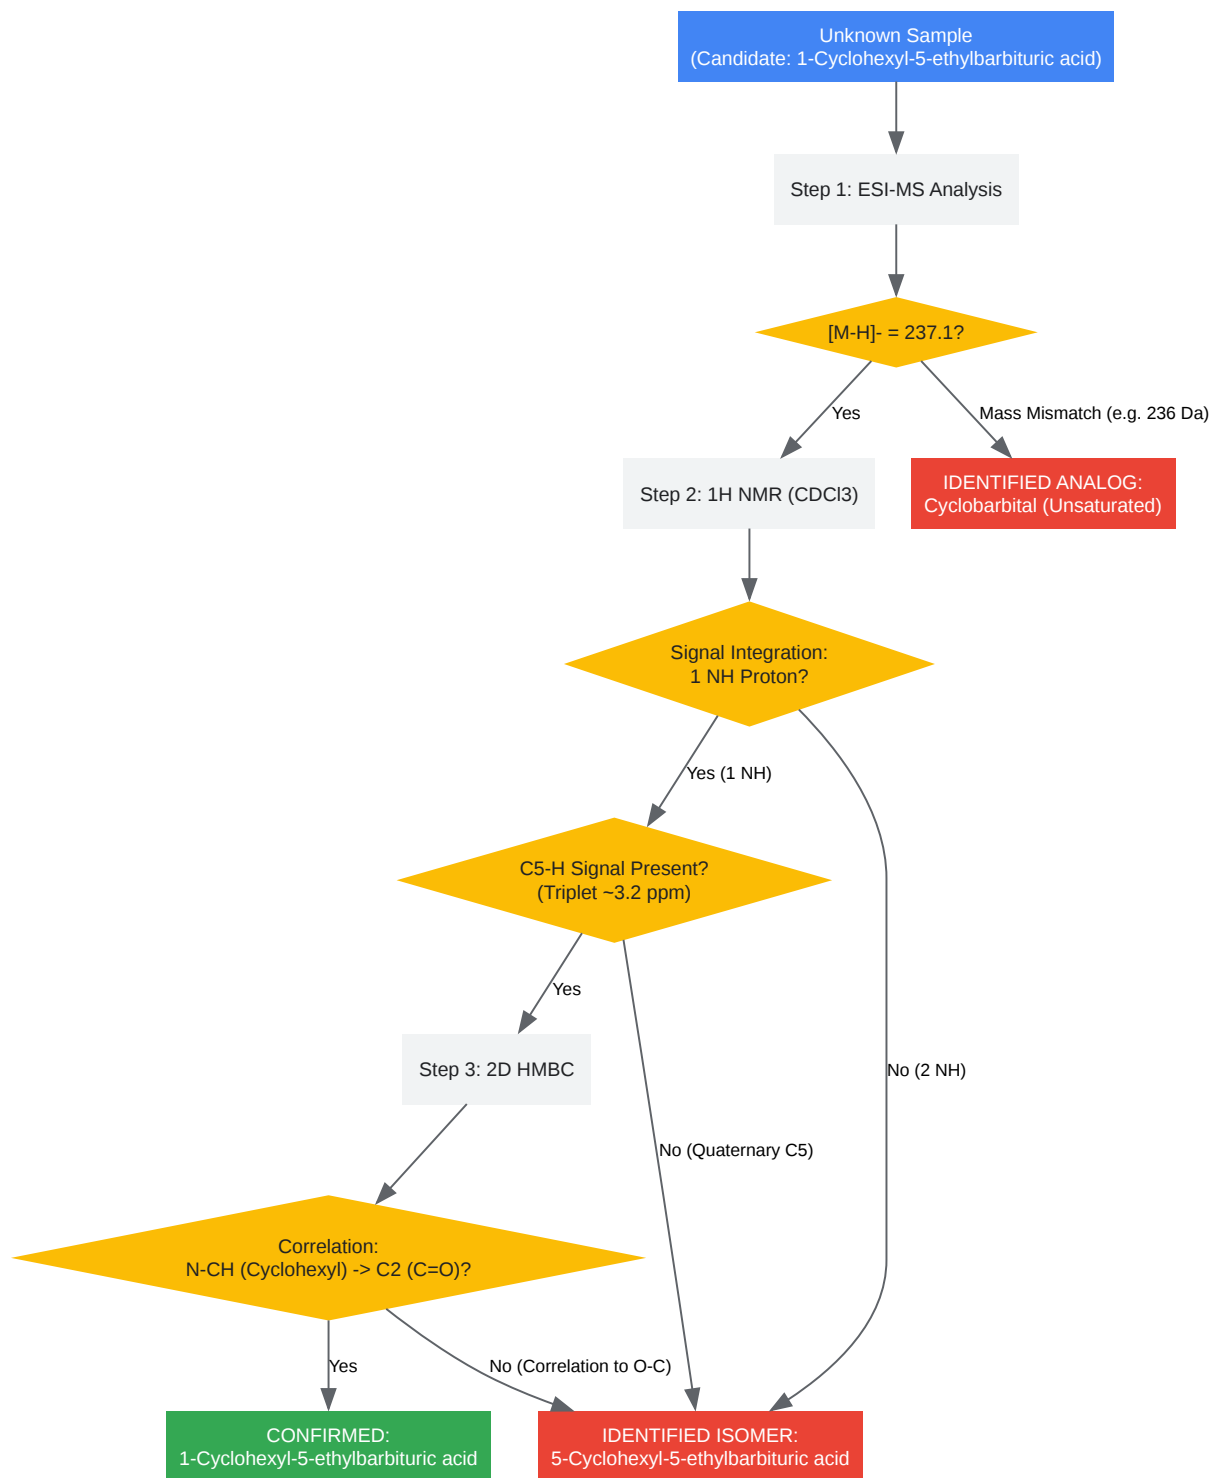 Unknown Sample
(Candidate: 1-Cyclohexyl-5-ethylbarbituric acid)
Step 1: ESI-MS Analysis
[M-H]- = 237.1?
Yes
Mass Mismatch (e.g. 236 Da)
Step 2: 1H NMR (CDCl3)
IDENTIFIED ANALOG:
Cyclobarbital (Unsaturated)
Signal Integration:
1 NH Proton?
Yes (1 NH)
C5-H Signal Present?
(Triplet ~3.2 ppm)
Yes
Step 3: 2D HMBC
No (2 NH)
No (Quaternary C5)
Correlation:
N-CH (Cyclohexyl) -> C2 (C=O)?
Yes
No (Correlation to O-C)
CONFIRMED:
1-Cyclohexyl-5-ethylbarbituric acid
IDENTIFIED ISOMER:
5-Cyclohexyl-5-ethylbarbituric acid